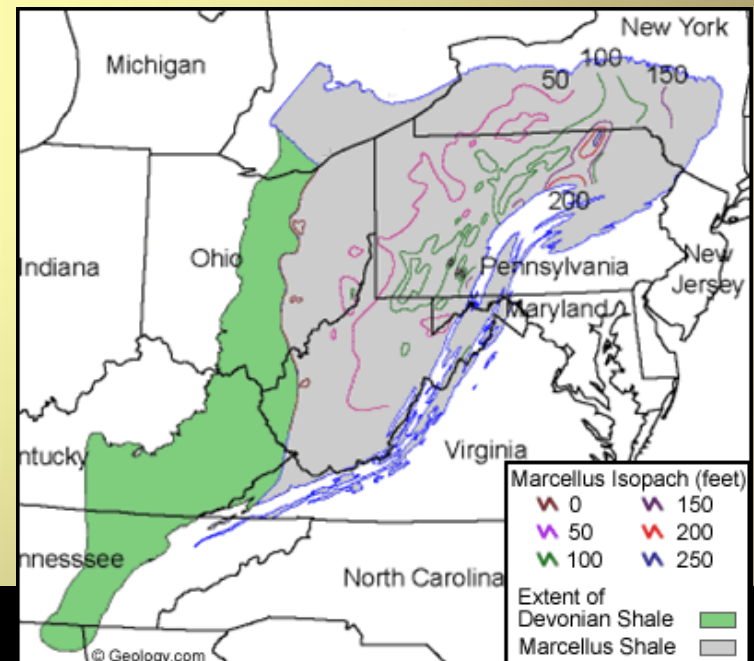 New York
Michigan
100
50
150
200
Ohio
Indiana
Pennsylvania
New
Jersey
Maryland
ntucky
Virginia
Marcellus Isopach (feet)
0 150
50 200
100 250
nnesssee
North Carolina
Extent of
Devonian Shale
Marcellus Shale
© Geology.com